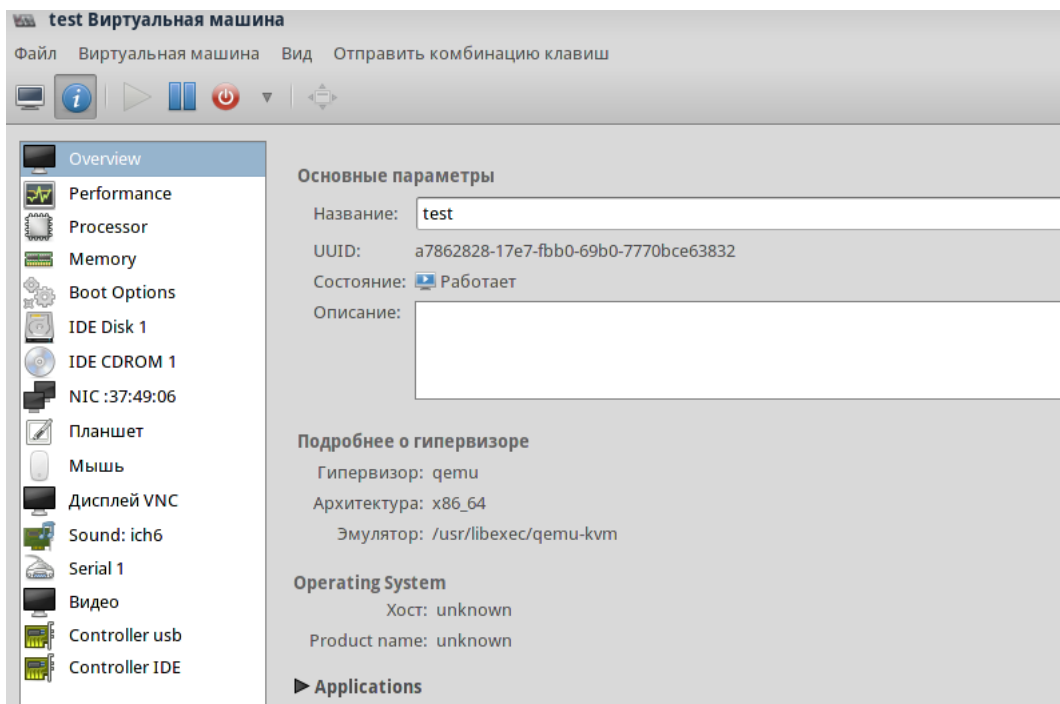 test Виртуальная машина
Файл Виртуальная машина Вид Отправить комбинацию клавиш
Overview
Performance
Processor
Memory
Boot Options
IDE Disk 1
IDE CDROM 1
NIC :37:49:06
Планшет
Мышь
Дисплей VNC
Sound: ich6
Serial 1
Видео
Controller usb
Controller IDE
Основные параметры
Название: test
UUID: a7862828-17e7-fbb0-69b0-7770bce63832
Состояние: Работает
Описание:
Подробнее о гипервизоре
Гипервизор: qemu
Архитектура: x86_64
Эмулятор: /usr/libexec/qemu-kvm
Operating System
Хост: unknown
Product name: unknown
Applications